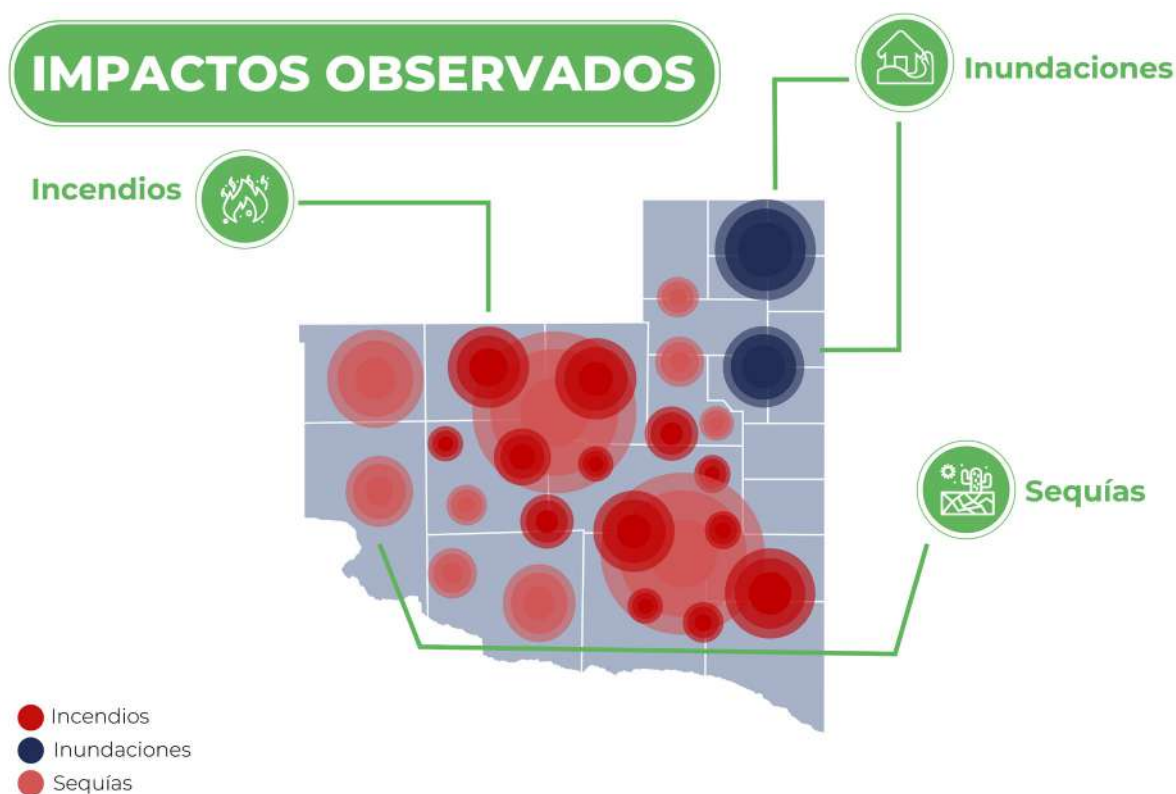 IMPACTOS OBSERVADOS
Inundaciones
Incendios
Sequías
Incendios
Inundaciones
Sequías